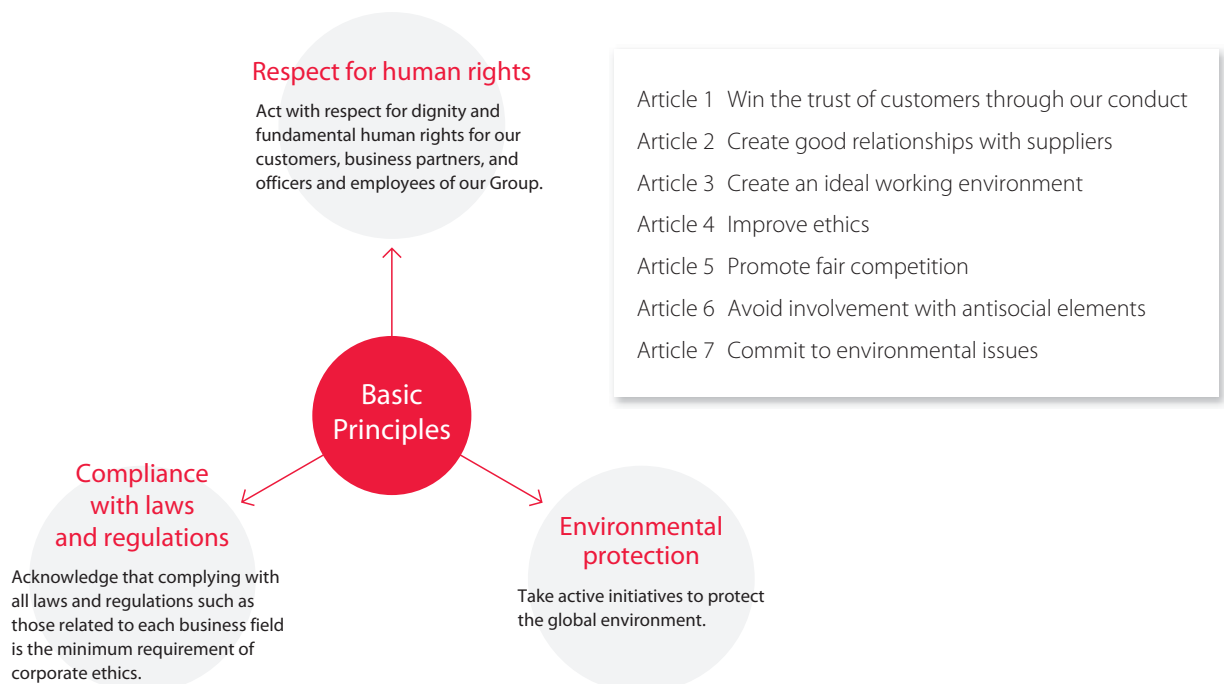 Respect for human rights
Act with respect for dignity and
fundamental human rights for our
customers, business partners, and
officers and employees of our Group.
Article 1 Win the trust of customers through our conduct
Article 2 Create good relationships with suppliers
Article 3 Create an ideal working environment
Article 4 Improve ethics
Article 5 Promote fair competition
Article 6 Avoid involvement with antisocial elements
Article 7 Commit to environmental issues
Basic
Principles
Compliance
with laws
and regulations
Acknowledge that complying with
all laws and regulations such as
those related to each business field
is the minimum requirement of
corporate ethics.
Environmental
protection
Take active initiatives to protect
the global environment.